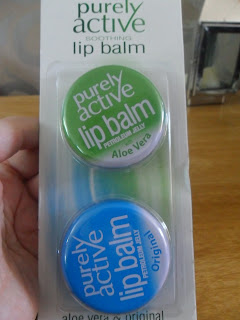 purely
active
SOOTHING
lip balm
purely
active
lip balm
PETROLEUM JELLY
Aloe Vera
purely
active
lip balm
PETROLEUM JELLY
Original
aloe vera & original